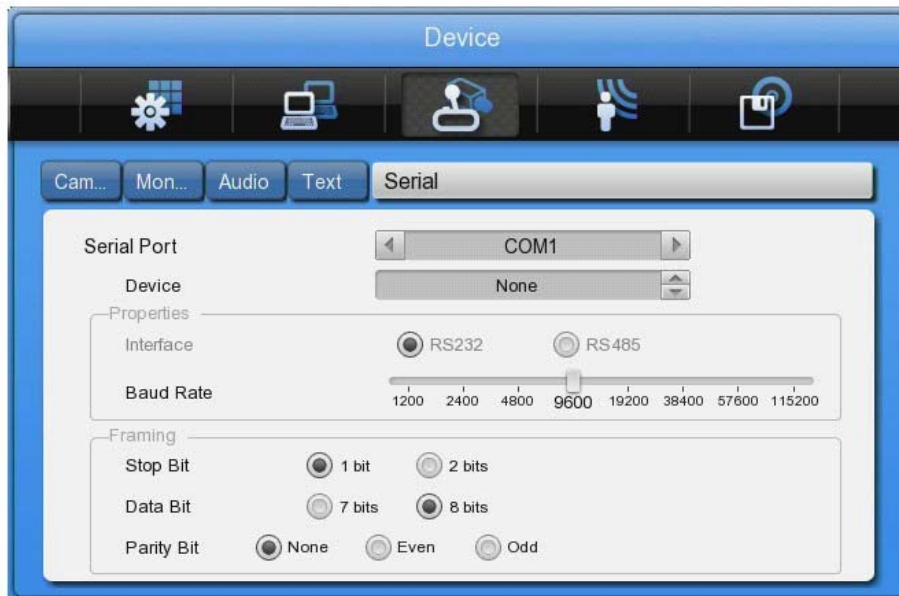 Device
Cam... Mon... Audio Text Serial
Serial Port COM1
Device None
Properties
Interface RS232 RS485
Baud Rate
1200 2400 4800 9600 19200 38400 57600 115200
Framing
Stop Bit 1 bit 2 bits
Data Bit 7 bits 8 bits
Parity Bit None Even Odd